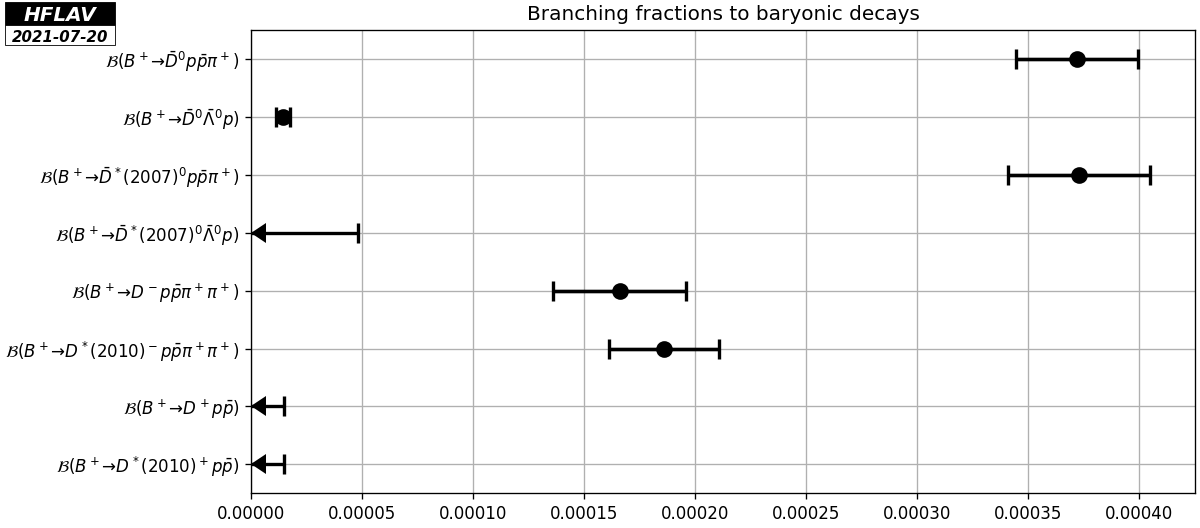 HFLAV
2021-07-20
Branching fractions to baryonic decays
ℬ(B⁺→D̄⁰pp̄π⁺)
ℬ(B⁺→D̄⁰Λ̄⁰p)
ℬ(B⁺→D̄*(2007)⁰pp̄π⁺)
ℬ(B⁺→D̄*(2007)⁰Λ̄⁰p)
ℬ(B⁺→D⁻pp̄π⁺π⁺)
ℬ(B⁺→D*(2010)⁻pp̄π⁺π⁺)
ℬ(B⁺→D⁺pp̄)
ℬ(B⁺→D*(2010)⁺pp̄)
0.00000 0.00005 0.00010 0.00015 0.00020 0.00025 0.00030 0.00035 0.00040